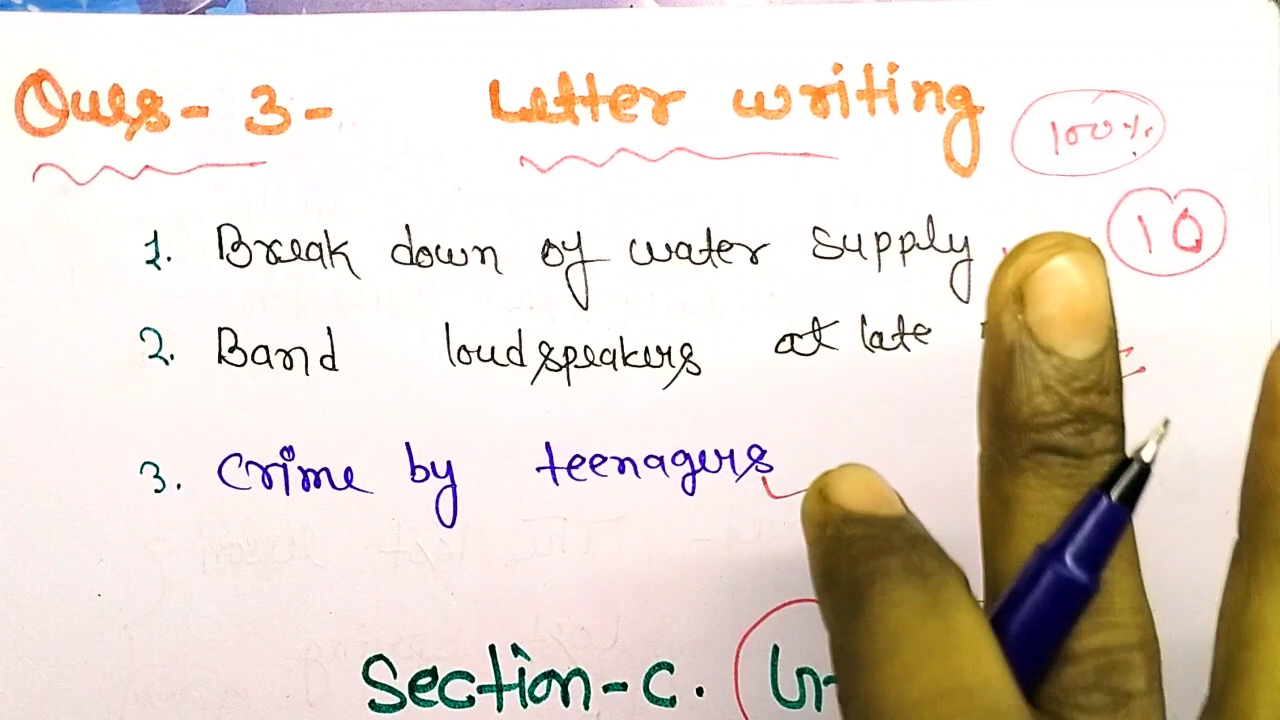 Ques- 3- Letter writing 100%
1. Break down of water supply 10
2. Band loudspeakers at late
3. Crime by teenagers
Section-C.